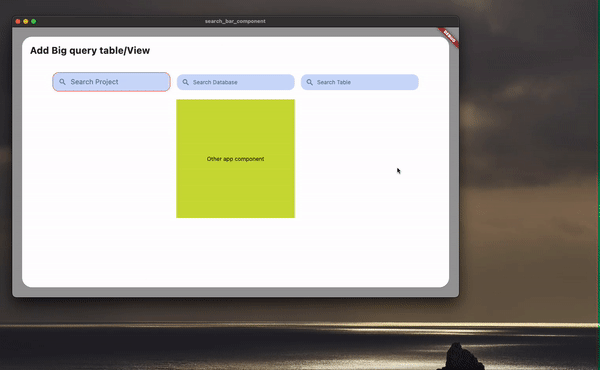 search_bar_component
DEBUG
Add Big query table/View
Search Project
Search Database
Search Table
Other app component